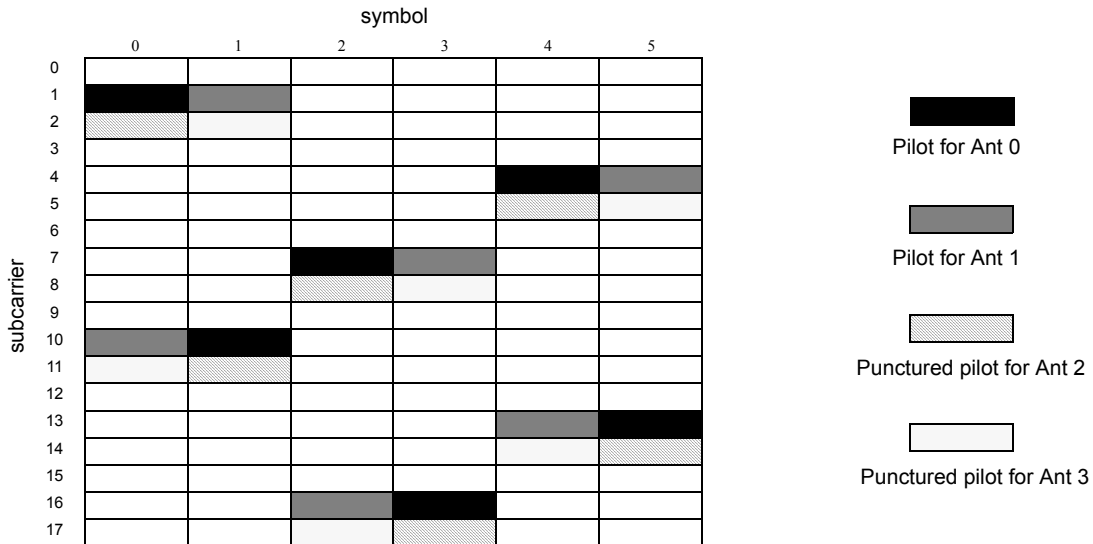 symbol
0 1 2 3 4 5
subcarrier
0
1
2
3
4
5
6
7
8
9
10
11
12
13
14
15
16
17
Pilot for Ant 0
Pilot for Ant 1
Punctured pilot for Ant 2
Punctured pilot for Ant 3